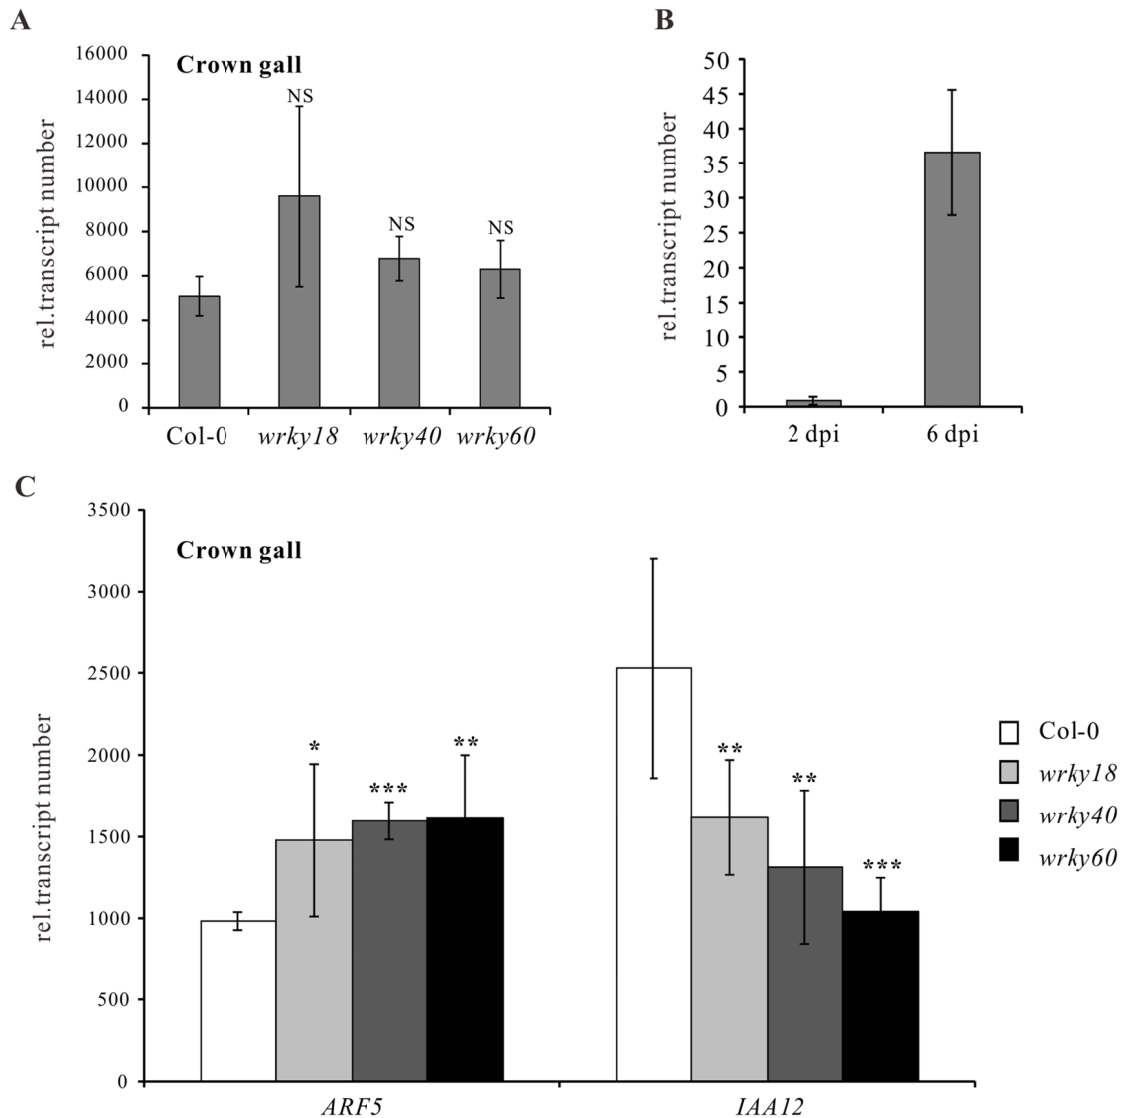 A
rel.transcript number
16000
14000
12000
10000
8000
6000
4000
2000
0
Crown gall
NS
NS
NS
Col-0
wrky18
wrky40
wrky60
B
rel.transcript number
50
45
40
35
30
25
20
15
10
5
0
2 dpi
6 dpi
C
rel.transcript number
3500
3000
2500
2000
1500
1000
500
0
Crown gall
*
***
**
**
**
***
ARF5
IAA12
Col-0
wrky18
wrky40
wrky60